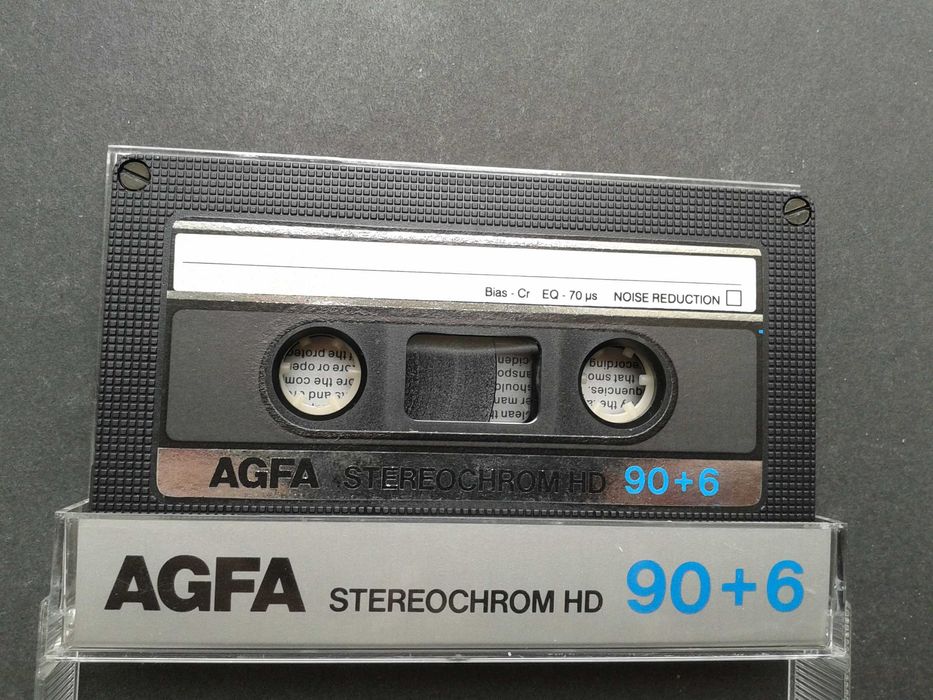 Bias - Cr EQ - 70 µs NOISE REDUCTION
AGFA STEREOCHROM HD 90+6
AGFA STEREOCHROM HD 90+6